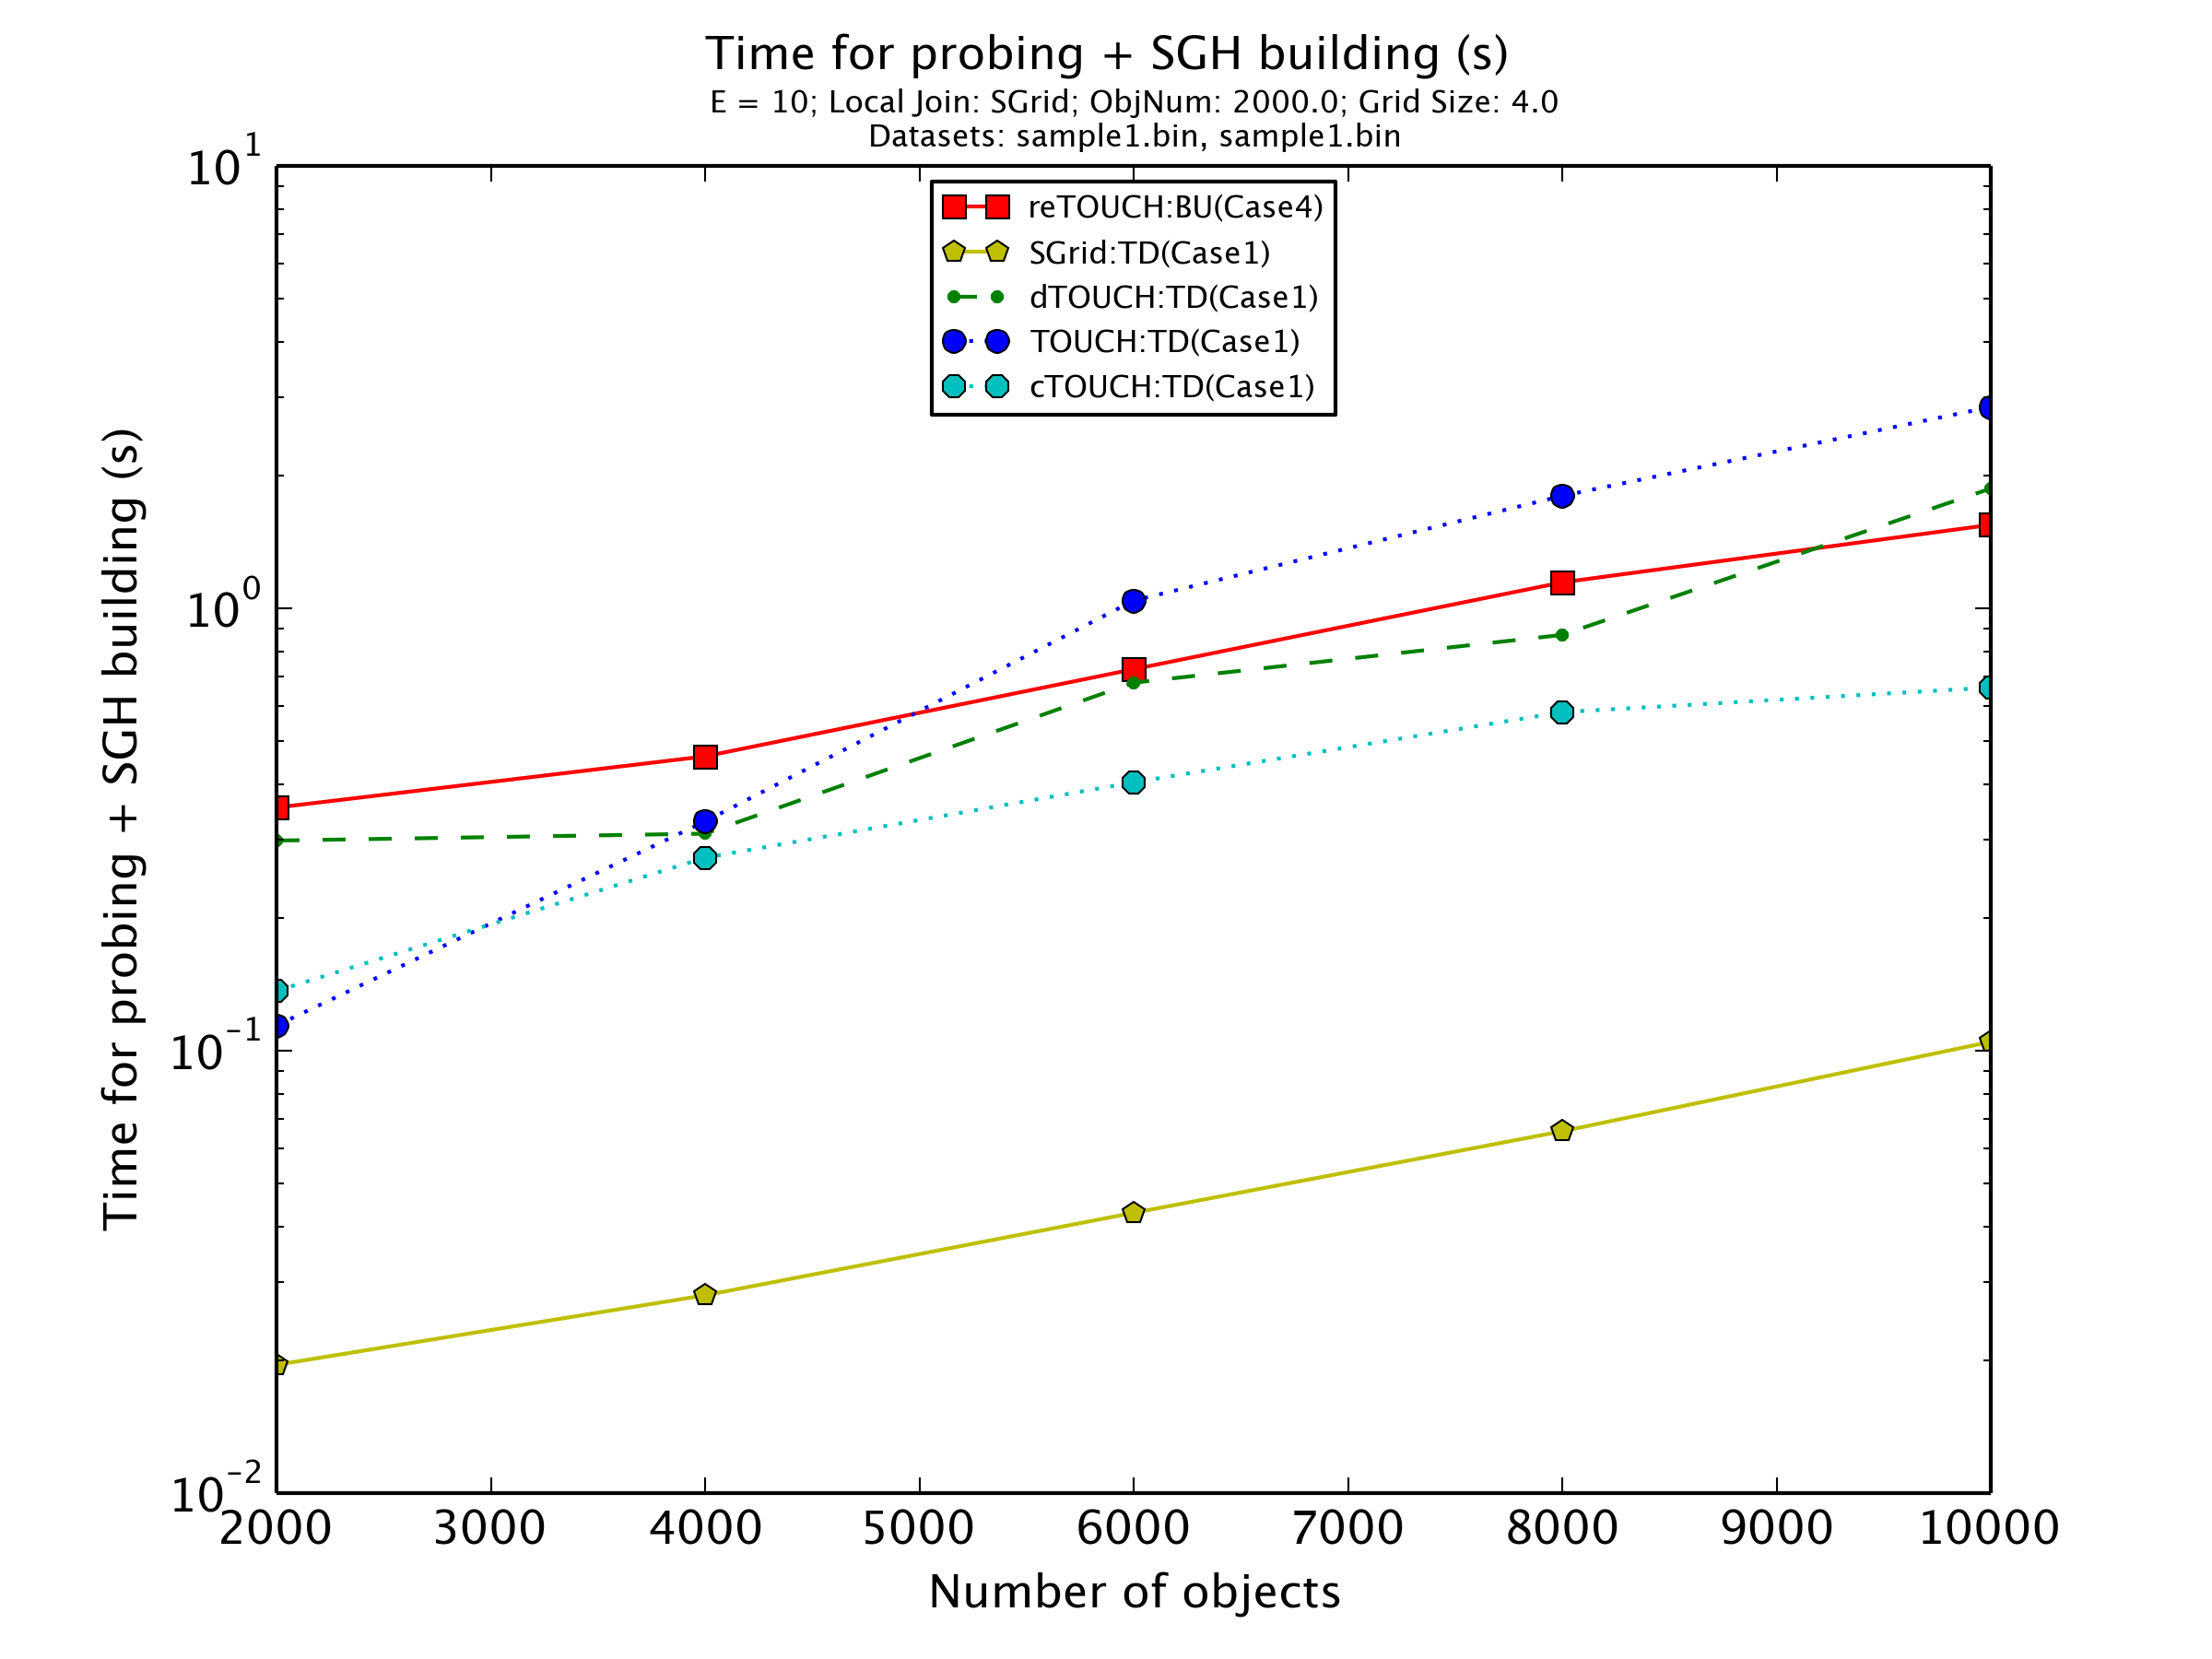 Time for probing + SGH building (s)
E = 10; Local Join: SGrid; ObjNum: 2000.0; Grid Size: 4.0
Datasets: sample1.bin, sample1.bin
reTOUCH:BU(Case4)
SGrid:TD(Case1)
dTOUCH:TD(Case1)
TOUCH:TD(Case1)
cTOUCH:TD(Case1)
Time for probing + SGH building (s)
10^1
10^0
10^-1
10^-2
2000 3000 4000 5000 6000 7000 8000 9000 10000
Number of objects